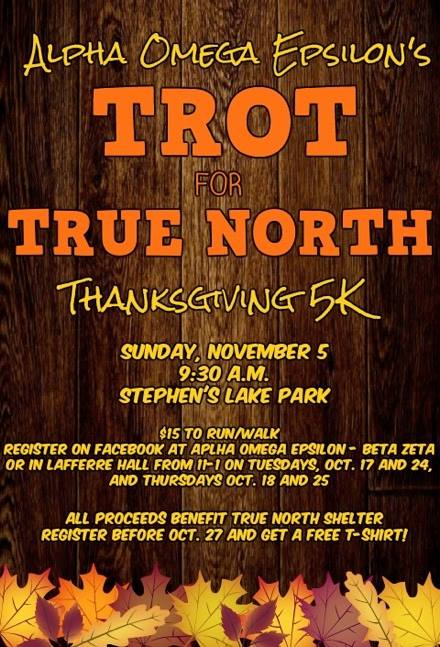 Alpha Omega Epsilon's
TROT
FOR
TRUE NORTH
Thanksgiving 5K
SUNDAY, NOVEMBER 5
9:30 A.M.
STEPHEN'S LAKE PARK
$15 TO RUN/WALK
REGISTER ON FACEBOOK AT APLHA OMEGA EPSILON - BETA ZETA
OR IN LAFFERRE HALL FROM 11-1 ON TUESDAYS, OCT. 17 AND 24,
AND THURSDAYS OCT. 18 AND 25
ALL PROCEEDS BENEFIT TRUE NORTH SHELTER
REGISTER BEFORE OCT. 27 AND GET A FREE T-SHIRT!